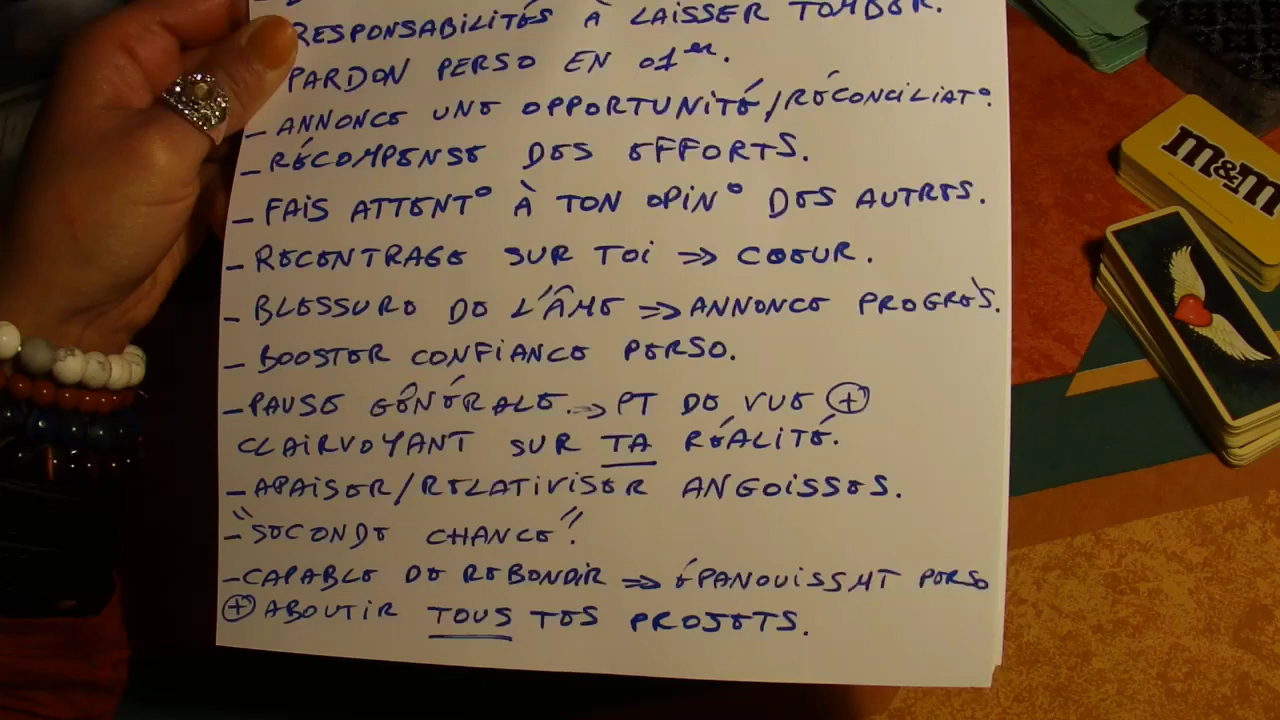 RESPONSABILITÉS À LAISSER TOMBER.
PARDON PERSO EN 01er.
- ANNONCE UNE OPPORTUNITÉ/RÉCONCILIAT°.
- RÉCOMPENSE DES EFFORTS.
- FAIS ATTENT° À TON OPIN° DES AUTRES.
- RECENTRAGE SUR TOI => COEUR.
- BLESSURE DE L'ÂME => ANNONCE PROGRÈS.
- BOOSTER CONFIANCE PERSO.
- PAUSE GÉNÉRALE. -> PT DE VUE ⊕
CLAIRVOYANT SUR TA RÉALITÉ.
- APAISER/RELATIVISER ANGOISSES.
- "SECONDE CHANCE".
- CAPABLE DE REBONDIR => ÉPANOUISSMT PERSO
⊕ ABOUTIR TOUS TES PROJETS.
M&M